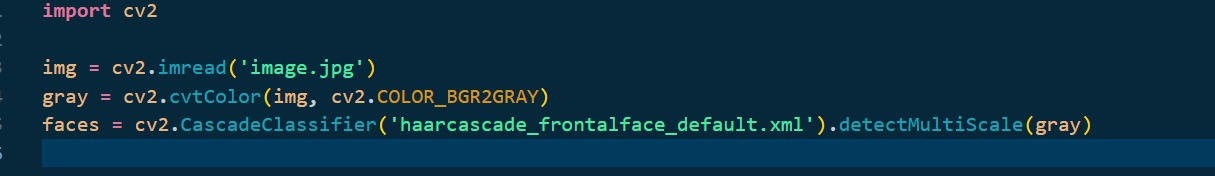 import cv2
img = cv2.imread('image.jpg')
gray = cv2.cvtColor(img, cv2.COLOR_BGR2GRAY)
faces = cv2.CascadeClassifier('haarcascade_frontalface_default.xml').detectMultiScale(gray)